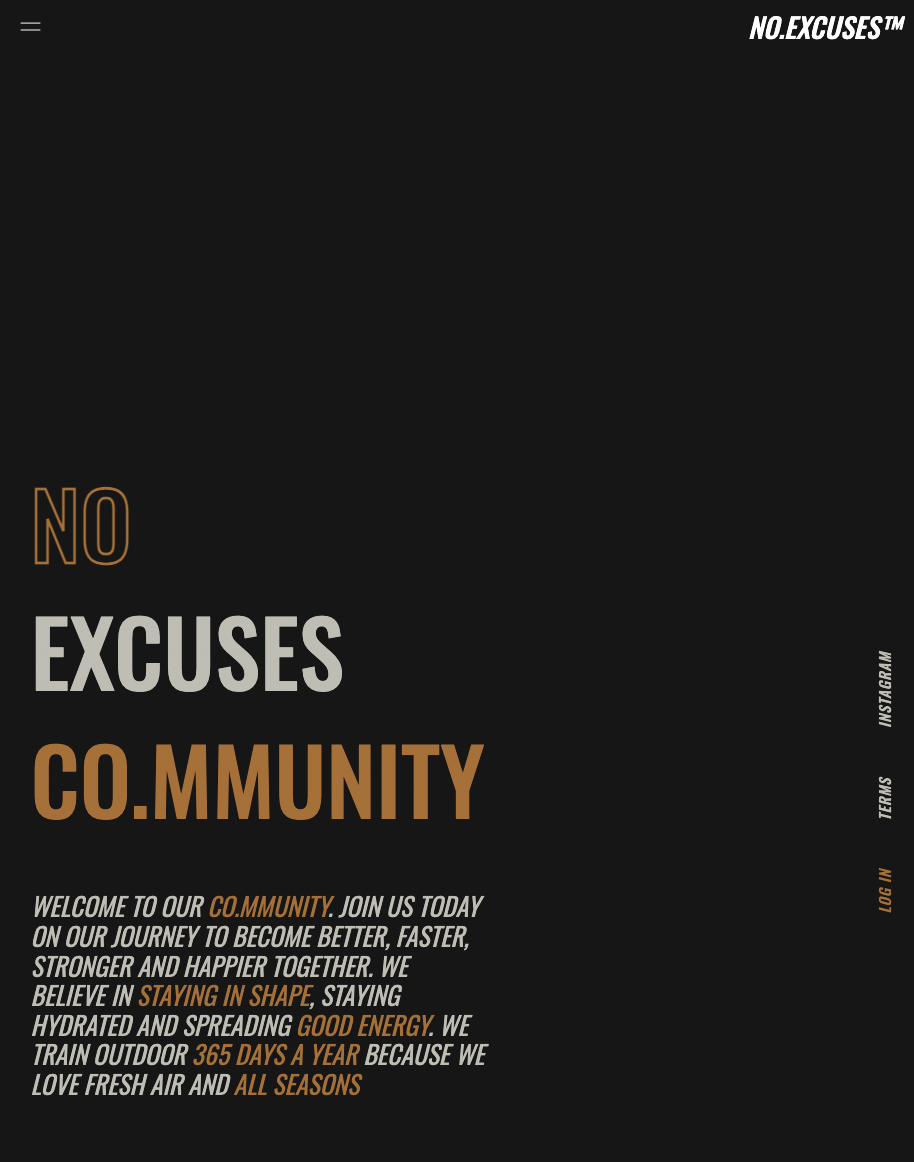 NO.EXCUSES™
NO
EXCUSES
CO.MMUNITY
WELCOME TO OUR CO.MMUNITY. JOIN US TODAY
ON OUR JOURNEY TO BECOME BETTER, FASTER,
STRONGER AND HAPPIER TOGETHER. WE
BELIEVE IN STAYING IN SHAPE, STAYING
HYDRATED AND SPREADING GOOD ENERGY. WE
TRAIN OUTDOOR 365 DAYS A YEAR BECAUSE WE
LOVE FRESH AIR AND ALL SEASONS
INSTAGRAM
TERMS
LOG IN